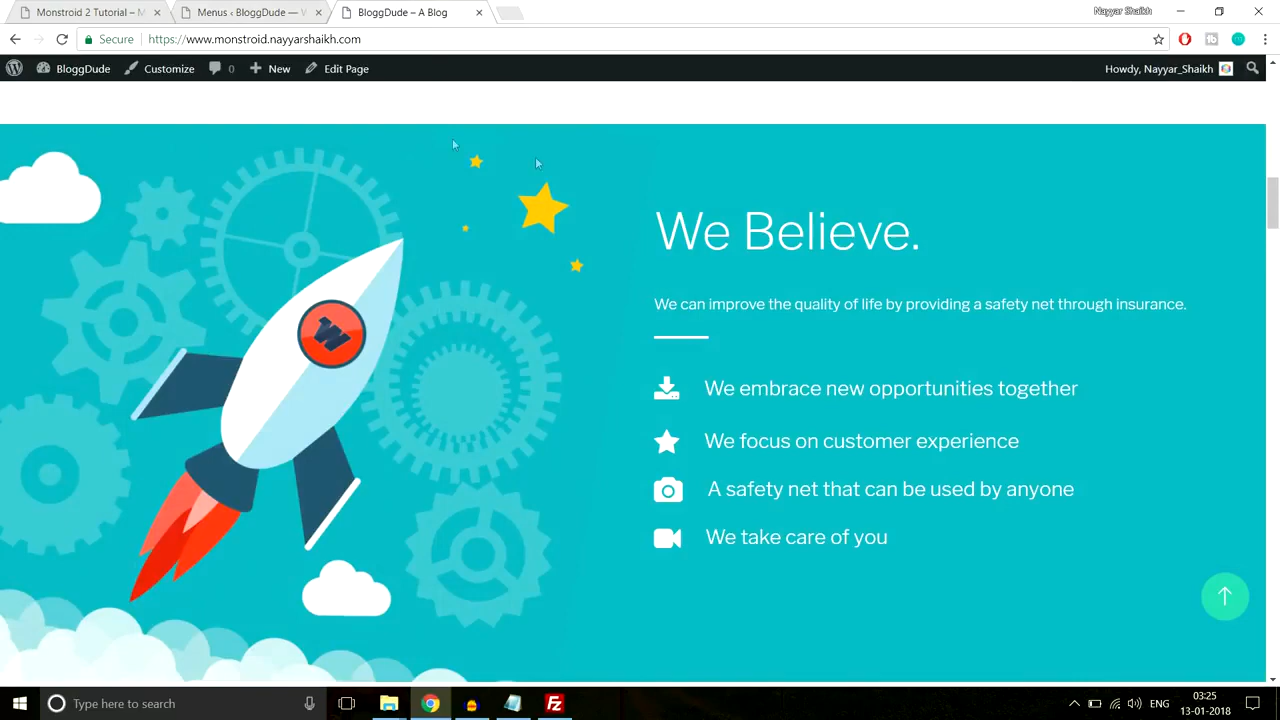 Monstroid 2 Tutorial – M
Menus ‹ BloggDude — W
BloggDude – A Blog
Nayyar Shaikh
Secure
https://www.monstroid.nayyarshaikh.com
BloggDude
Customize
0
New
Edit Page
Howdy, Nayyar_Shaikh
We Believe.
We can improve the quality of life by providing a safety net through insurance.
W
We embrace new opportunities together
We focus on customer experience
A safety net that can be used by anyone
We take care of you
Type here to search
ENG
03:25
13-01-2018